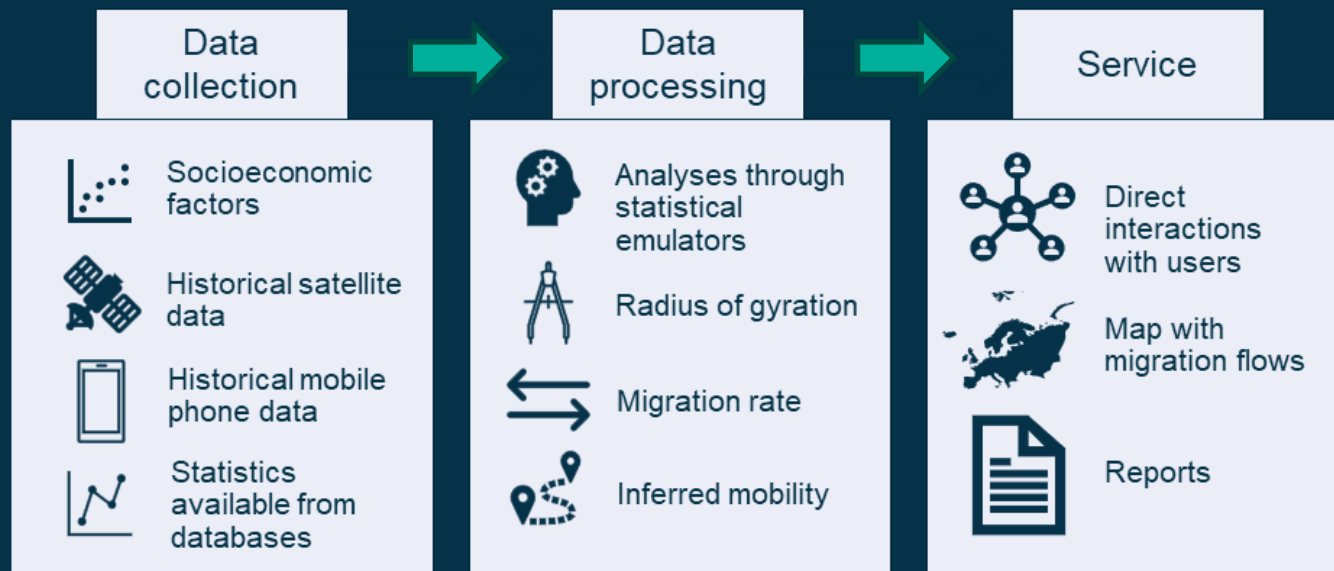 Data
collection
Data
processing
Service
Socioeconomic
factors
Historical satellite
data
Historical mobile
phone data
Statistics
available from
databases
Analyses through
statistical
emulators
Radius of gyration
Migration rate
Inferred mobility
Direct
interactions
with users
Map with
migration flows
Reports